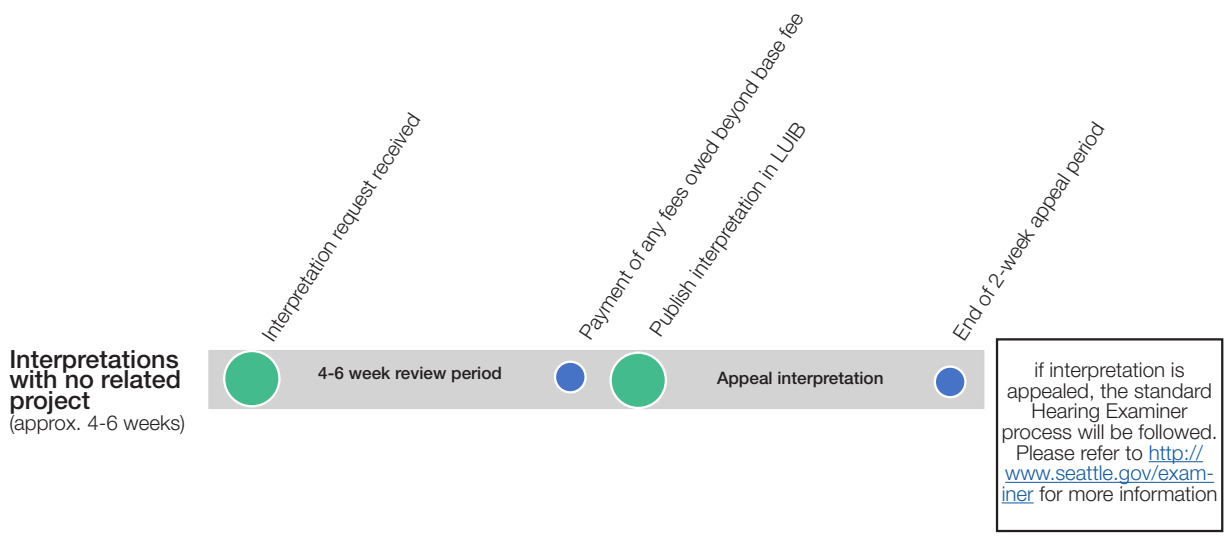 Interpretation request received
Payment of any fees owed beyond base fee
Publish interpretation in LUIB
End of 2-week appeal period
Interpretations
with no related
project
(approx. 4-6 weeks)
4-6 week review period
Appeal interpretation
if interpretation is
appealed, the standard
Hearing Examiner
process will be followed.
Please refer to http://
www.seattle.gov/exam-
iner for more information